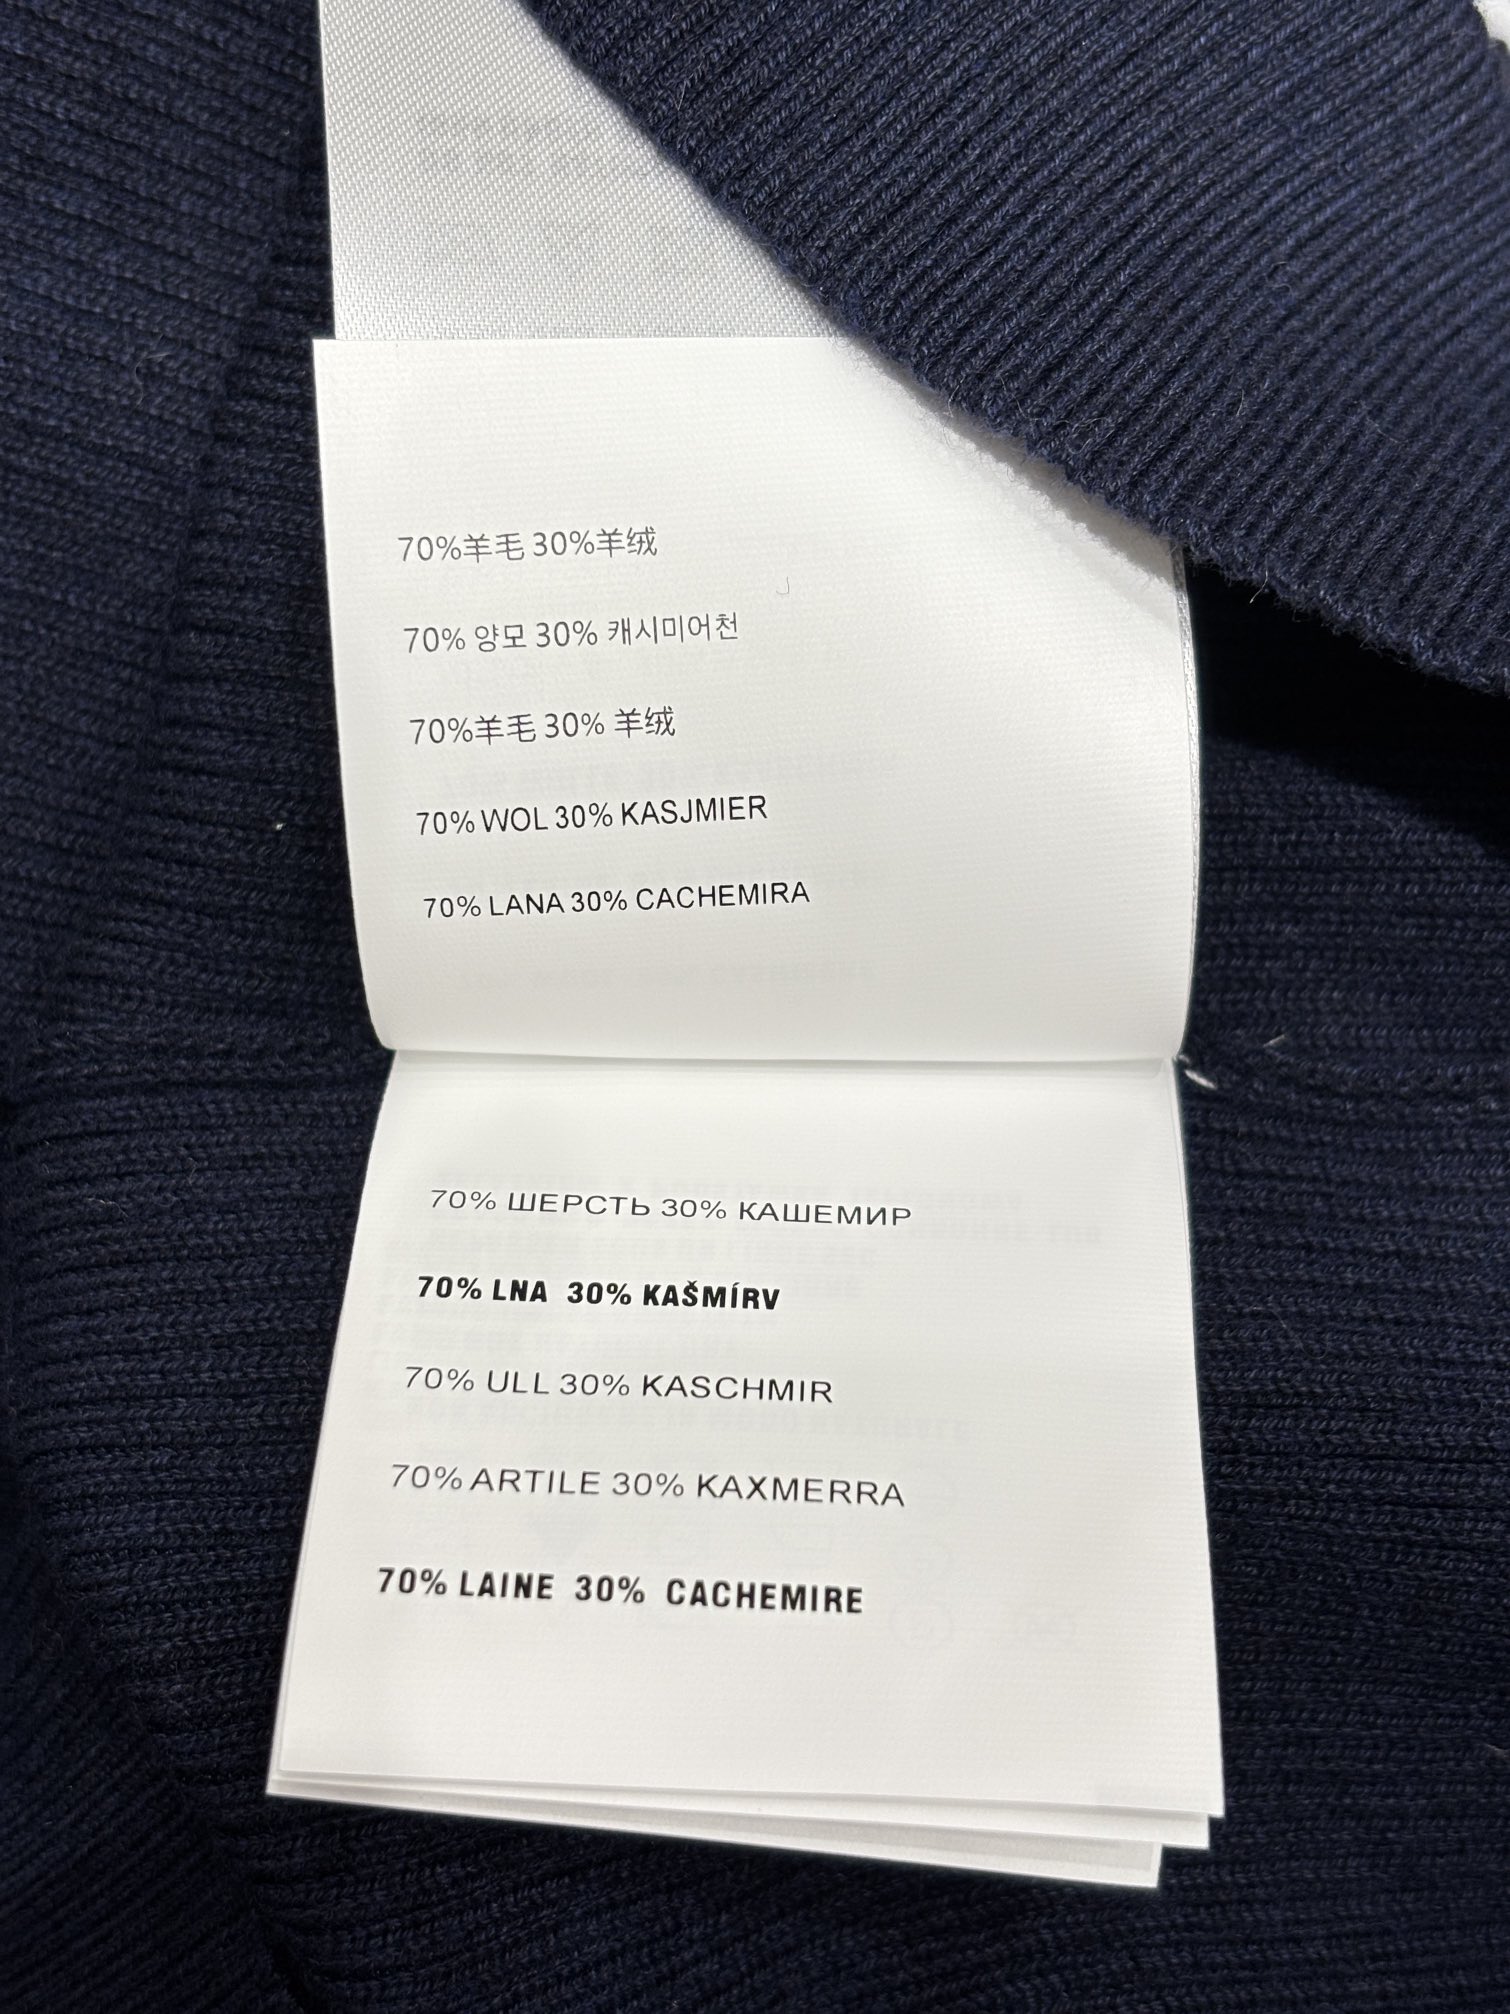 70%羊毛 30%羊绒
70% 양모 30% 캐시미어천
70%羊毛 30% 羊绒
70% WOL 30% KASJMIER
70% LANA 30% CACHEMIRA
70% ШЕРСТЬ 30% КАШЕМИР
70% LNA 30% KAŠMÍRV
70% ULL 30% KASCHMIR
70% ARTILE 30% KAXMERRA
70% LAINE 30% CACHEMIRE